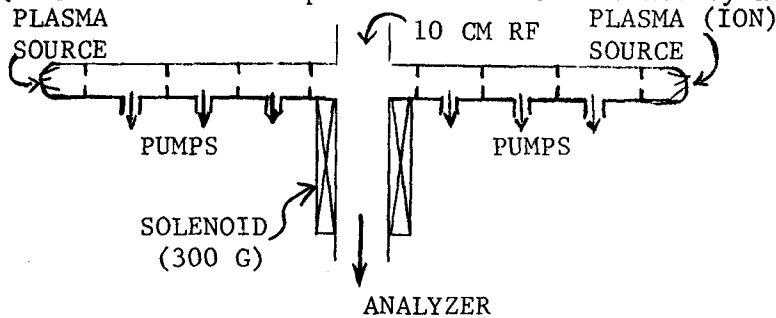 PLASMA
SOURCE
10 CM RF
PLASMA (ION)
SOURCE
PUMPS
PUMPS
SOLENOID
(300 G)
ANALYZER